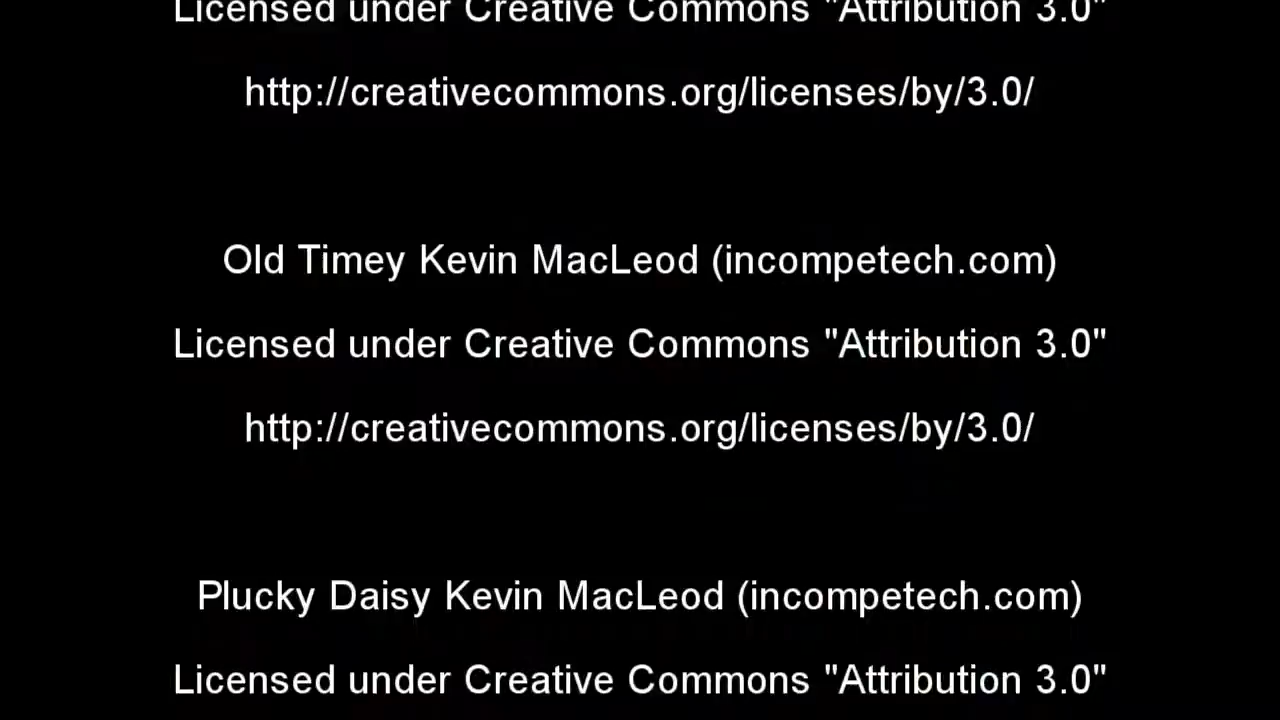 Licensed under Creative Commons "Attribution 3.0"
http://creativecommons.org/licenses/by/3.0/
Old Timey Kevin MacLeod (incompetech.com)
Licensed under Creative Commons "Attribution 3.0"
http://creativecommons.org/licenses/by/3.0/
Plucky Daisy Kevin MacLeod (incompetech.com)
Licensed under Creative Commons "Attribution 3.0"